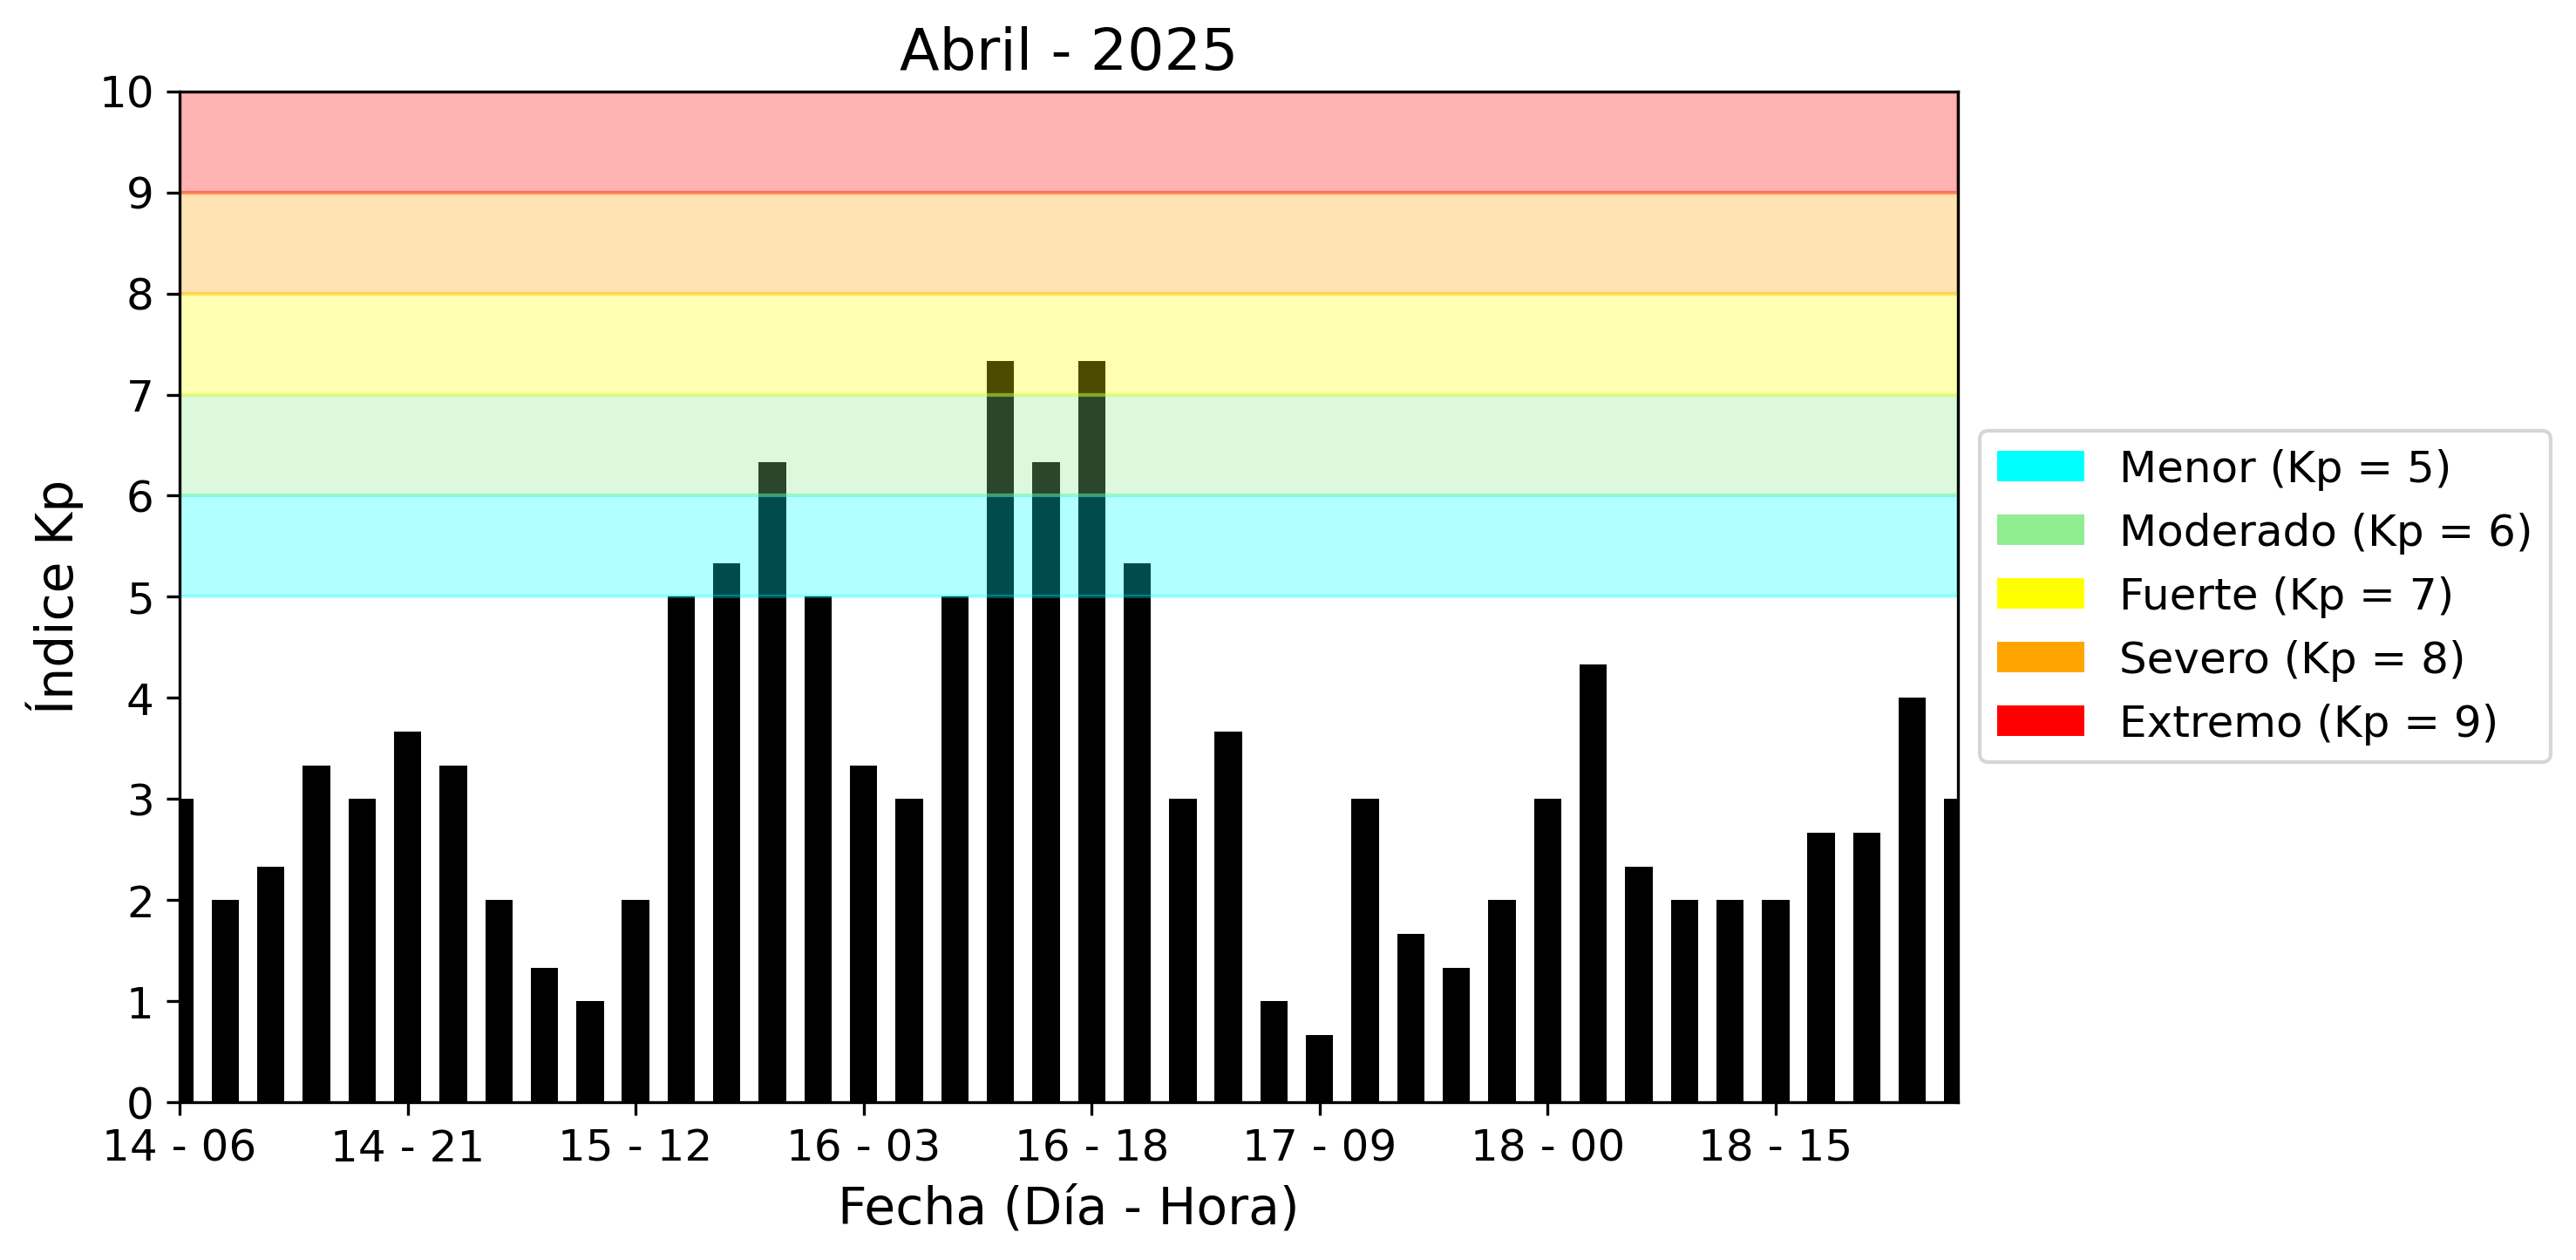 Abril - 2025
10
9
8
7
6
5
4
3
2
1
0
Índice Kp
14 - 06
14 - 21
15 - 12
16 - 03
16 - 18
17 - 09
18 - 00
18 - 15
Fecha (Día - Hora)
Menor (Kp = 5)
Moderado (Kp = 6)
Fuerte (Kp = 7)
Severo (Kp = 8)
Extremo (Kp = 9)